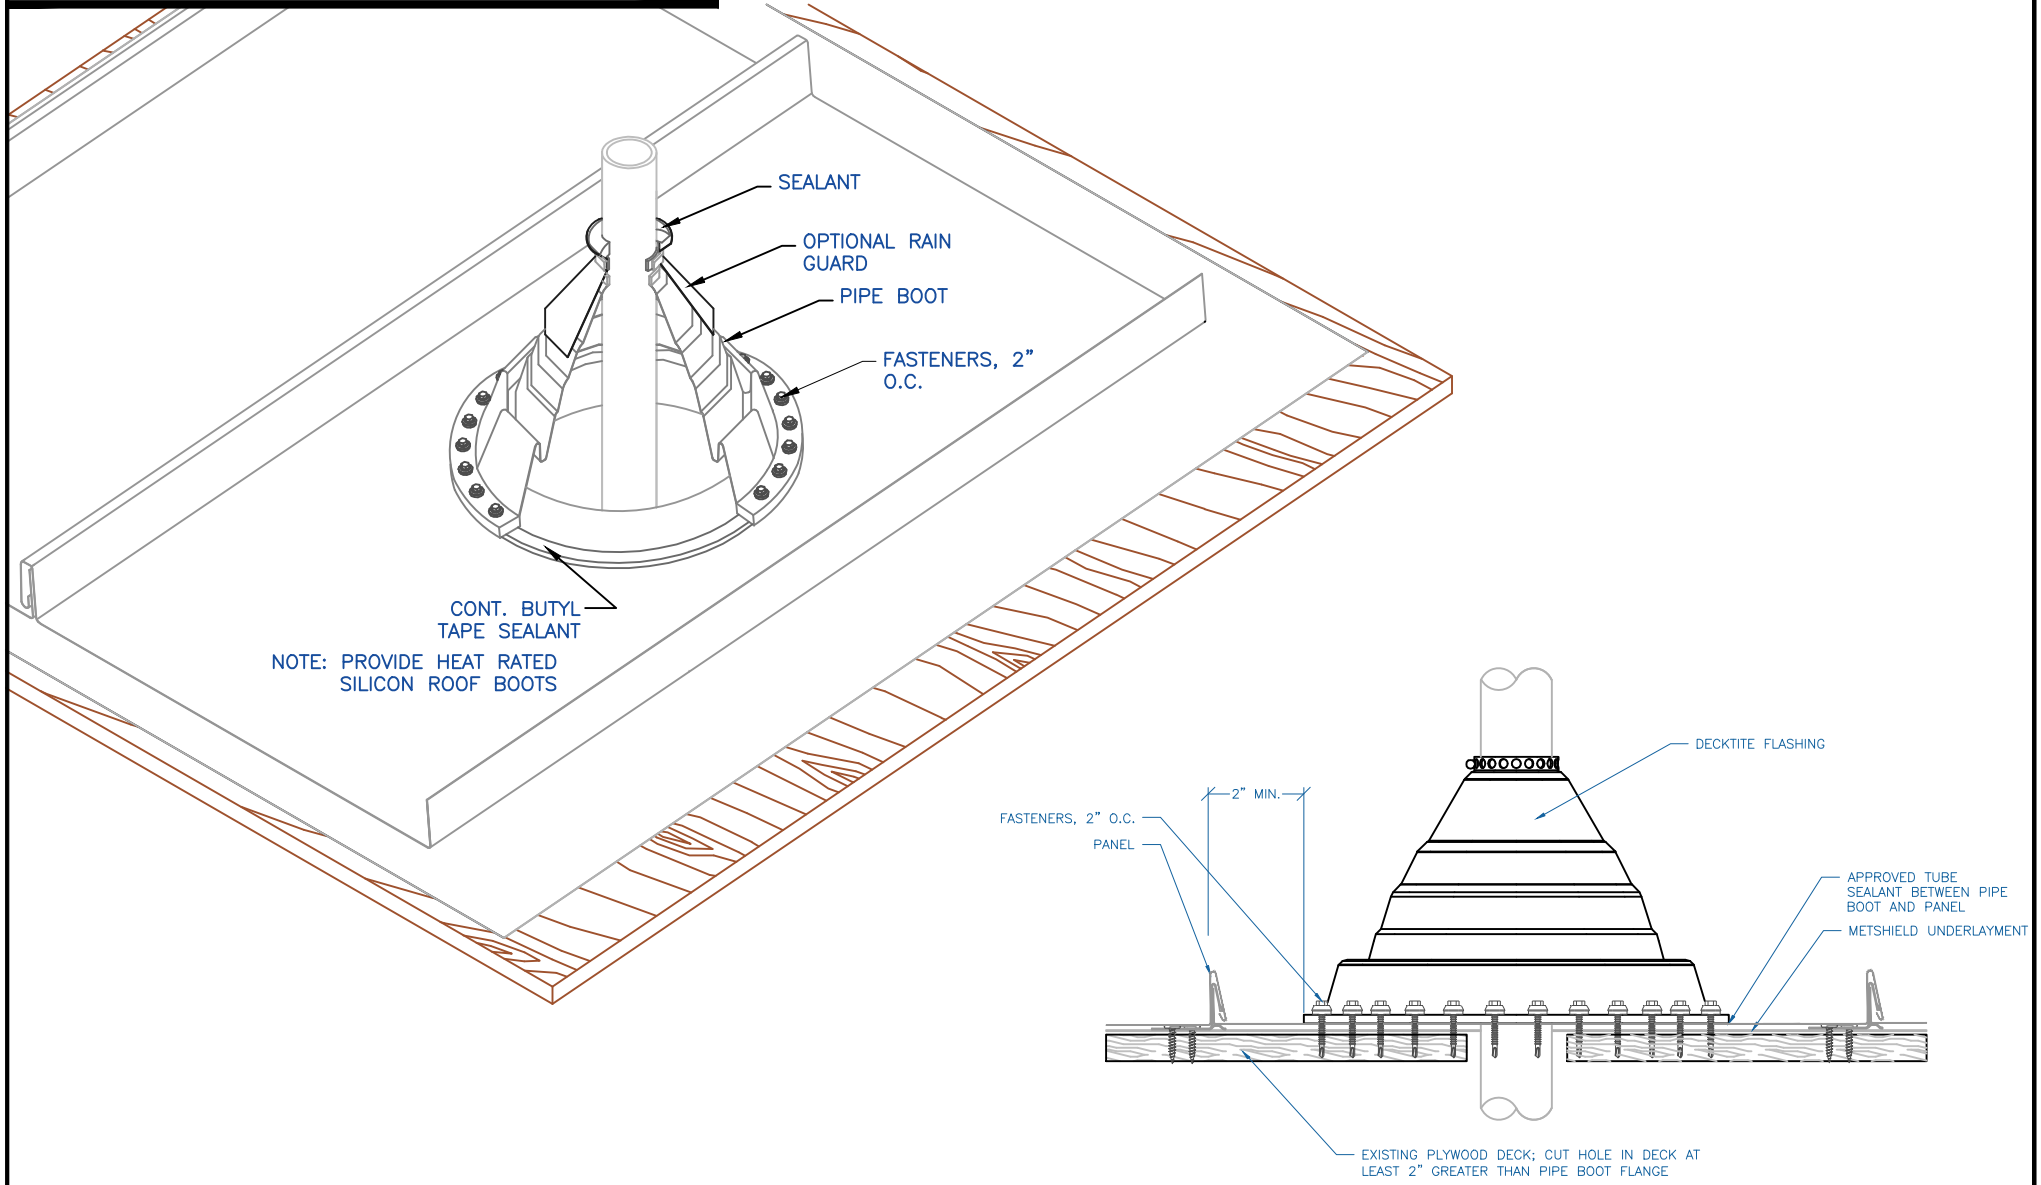 SEALANT
OPTIONAL RAIN
GUARD
PIPE BOOT
FASTENERS, 2”
O.C.
CONT. BUTYL
TAPE SEALANT
NOTE: PROVIDE HEAT RATED
SILICON ROOF BOOTS
DECKTITE FLASHING
2” MIN.
FASTENERS, 2” O.C.
PANEL
APPROVED TUBE
SEALANT BETWEEN PIPE
BOOT AND PANEL
METSHIELD UNDERLAYMENT
EXISTING PLYWOOD DECK; CUT HOLE IN DECK AT
LEAST 2” GREATER THAN PIPE BOOT FLANGE